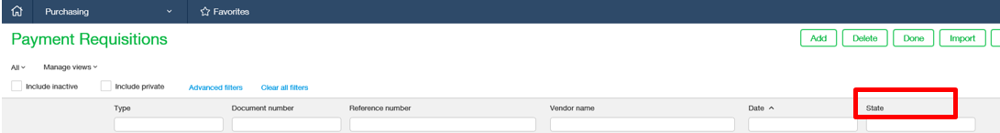 Purchasing Favorites
Payment Requisitions Add Delete Done Import
All Manage views
Include inactive Include private Advanced filters Clear all filters
Type Document number Reference number Vendor name Date State